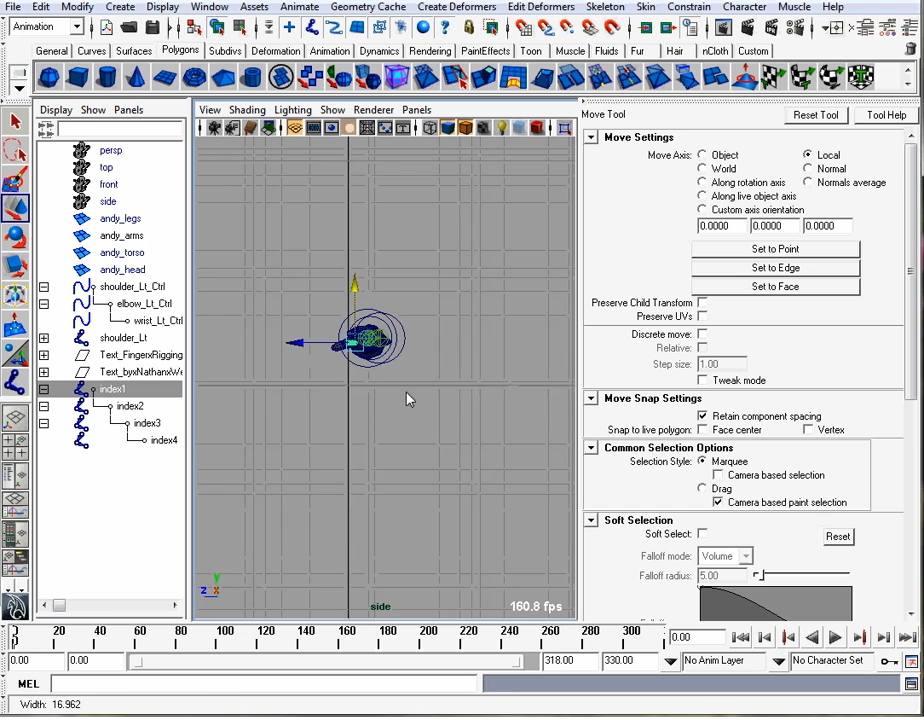 File Edit Modify Create Display Window Assets Animate Geometry Cache Create Deformers Edit Deformers Skeleton Skin Constrain Character Muscle Help
Animation
General Curves Surfaces Polygons Subdivs Deformation Animation Dynamics Rendering PaintEffects Toon Muscle Fluids Fur Hair nCloth Custom
Display Show Panels
View Shading Lighting Show Renderer Panels
Move Tool Reset Tool Tool Help
persp
top
front
side
andy_legs
andy_arms
andy_torso
andy_head
shoulder_Lt_Ctrl
elbow_Lt_Ctrl
wrist_Lt_Ctrl
shoulder_Lt
Text_FingerxRigging
Text_byxNathanxWe
index1
index2
index3
index4
Move Settings
Move Axis: Object Local
World Normal
Along rotation axis Normals average
Along live object axis
Custom axis orientation
0.0000 0.0000 0.0000
Set to Point
Set to Edge
Set to Face
Preserve Child Transform
Preserve UVs
Discrete move:
Relative:
Step size: 1.00
Tweak mode
Move Snap Settings
Retain component spacing
Snap to live polygon: Face center Vertex
Common Selection Options
Selection Style: Marquee
Camera based selection
Drag
Camera based paint selection
Soft Selection
Soft Select: Reset
Falloff mode: Volume
Falloff radius: 5.00
y
z x
side
160.8 fps
0 20 40 60 80 100 120 140 160 180 200 220 240 260 280 300 0.00
0.00 0.00 318.00 330.00 No Anim Layer No Character Set
MEL
Width: 16.962